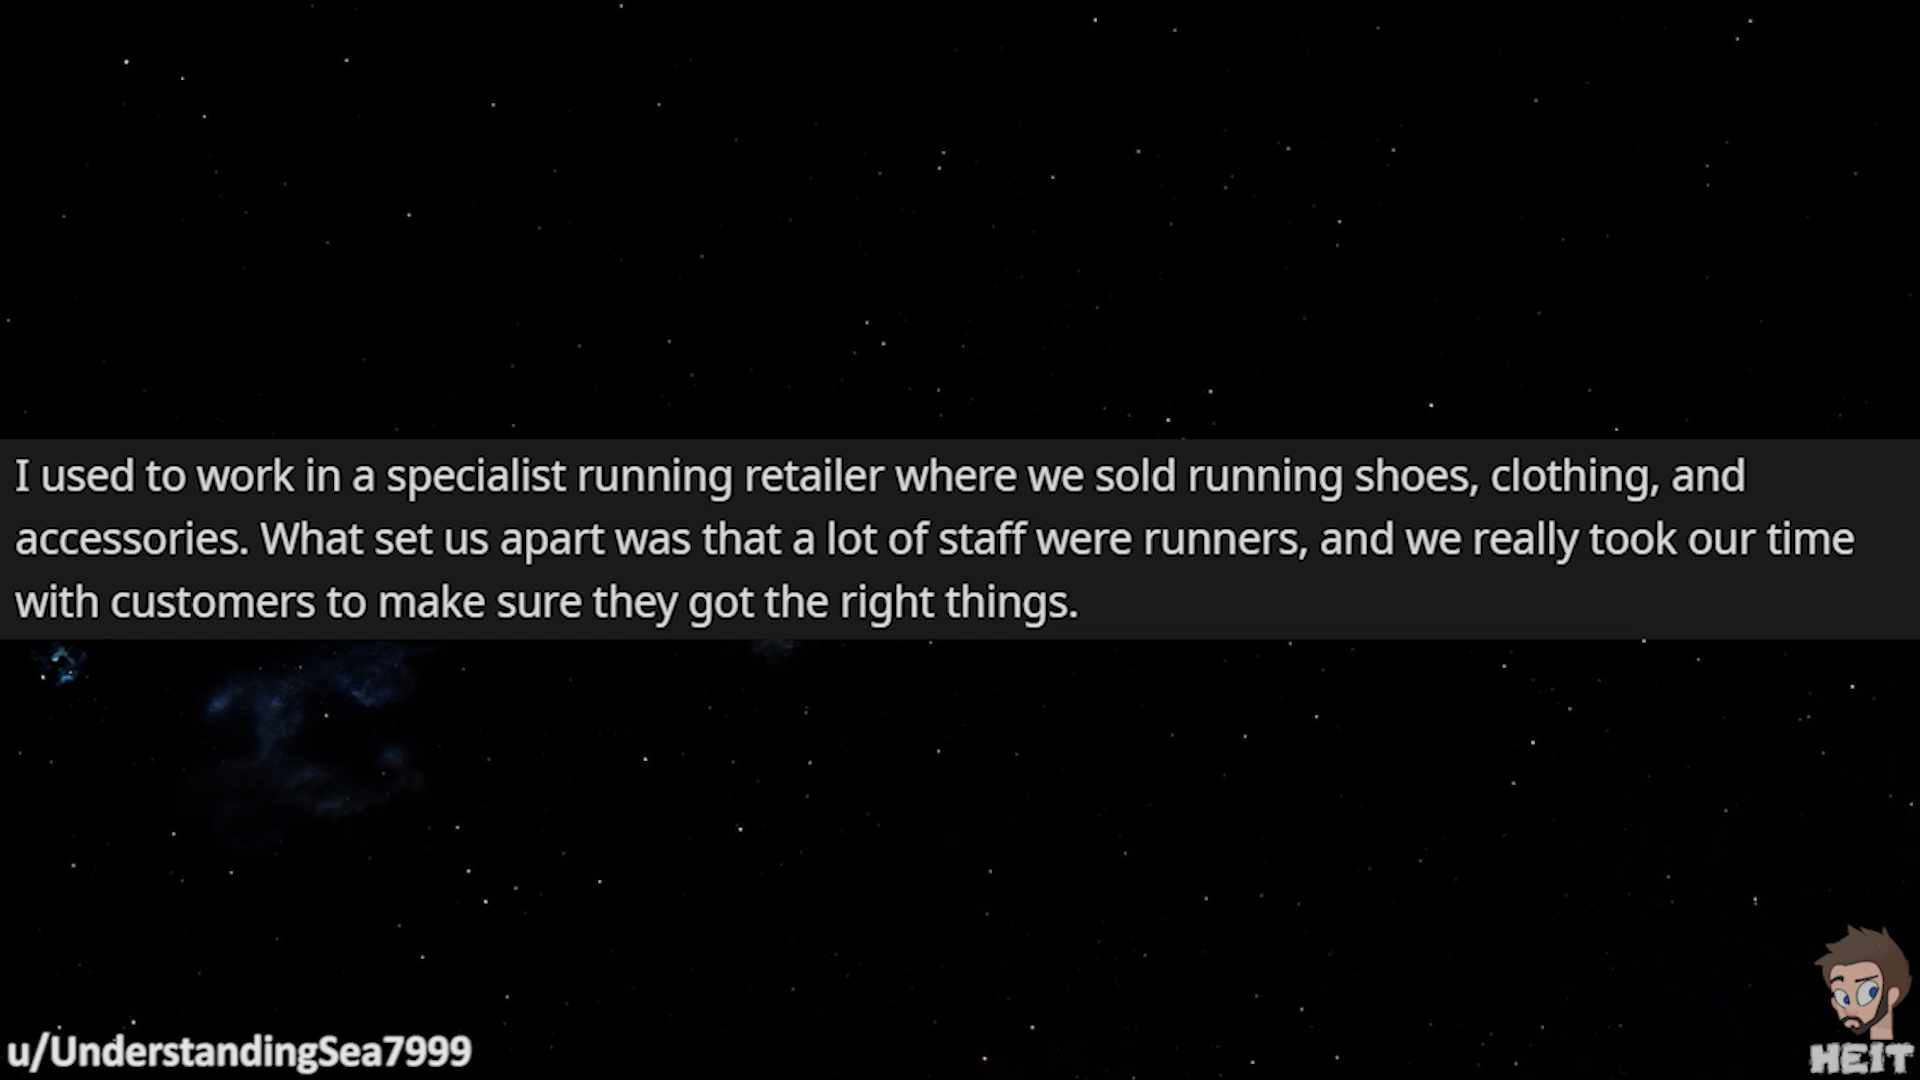 I used to work in a specialist running retailer where we sold running shoes, clothing, and
accessories. What set us apart was that a lot of staff were runners, and we really took our time
with customers to make sure they got the right things.
u/UnderstandingSea7999
HEIT